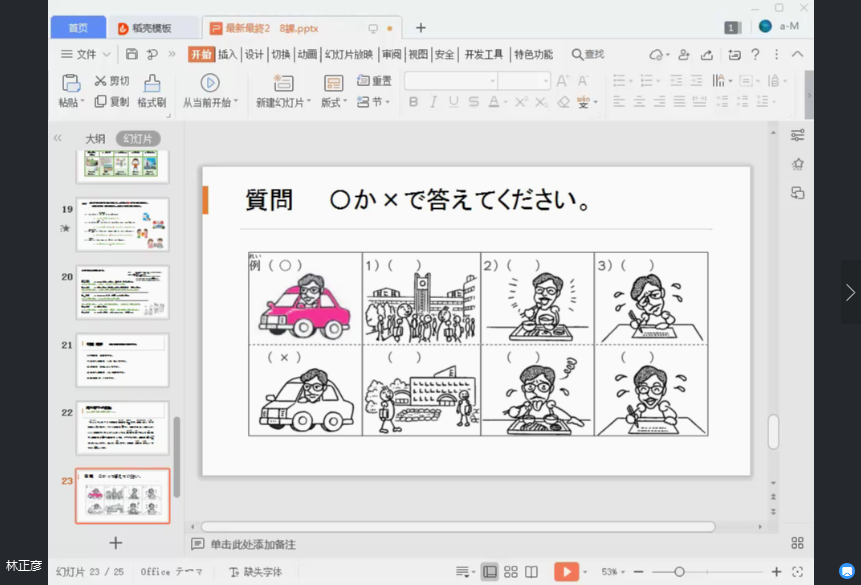 首页
稻壳模板
最新最終2 8課.pptx
1
a-M
文件
开始 插入 设计 切换 动画 幻灯片放映 审阅 视图 安全 开发工具 特色功能 查找
粘贴
剪切
复制
格式刷
从当前开始
新建幻灯片
版式
重置
节
B I U S A X² X₂
大纲 幻灯片
19
20
21
22
23
質問 〇か×で答えてください。
れい
例(〇) 1)( ) 2)( ) 3)( )
(×) ( ) ( ) ( )
单击此处添加备注
林正彦
幻灯片 23 / 25
Office テーマ
缺失字体
53%